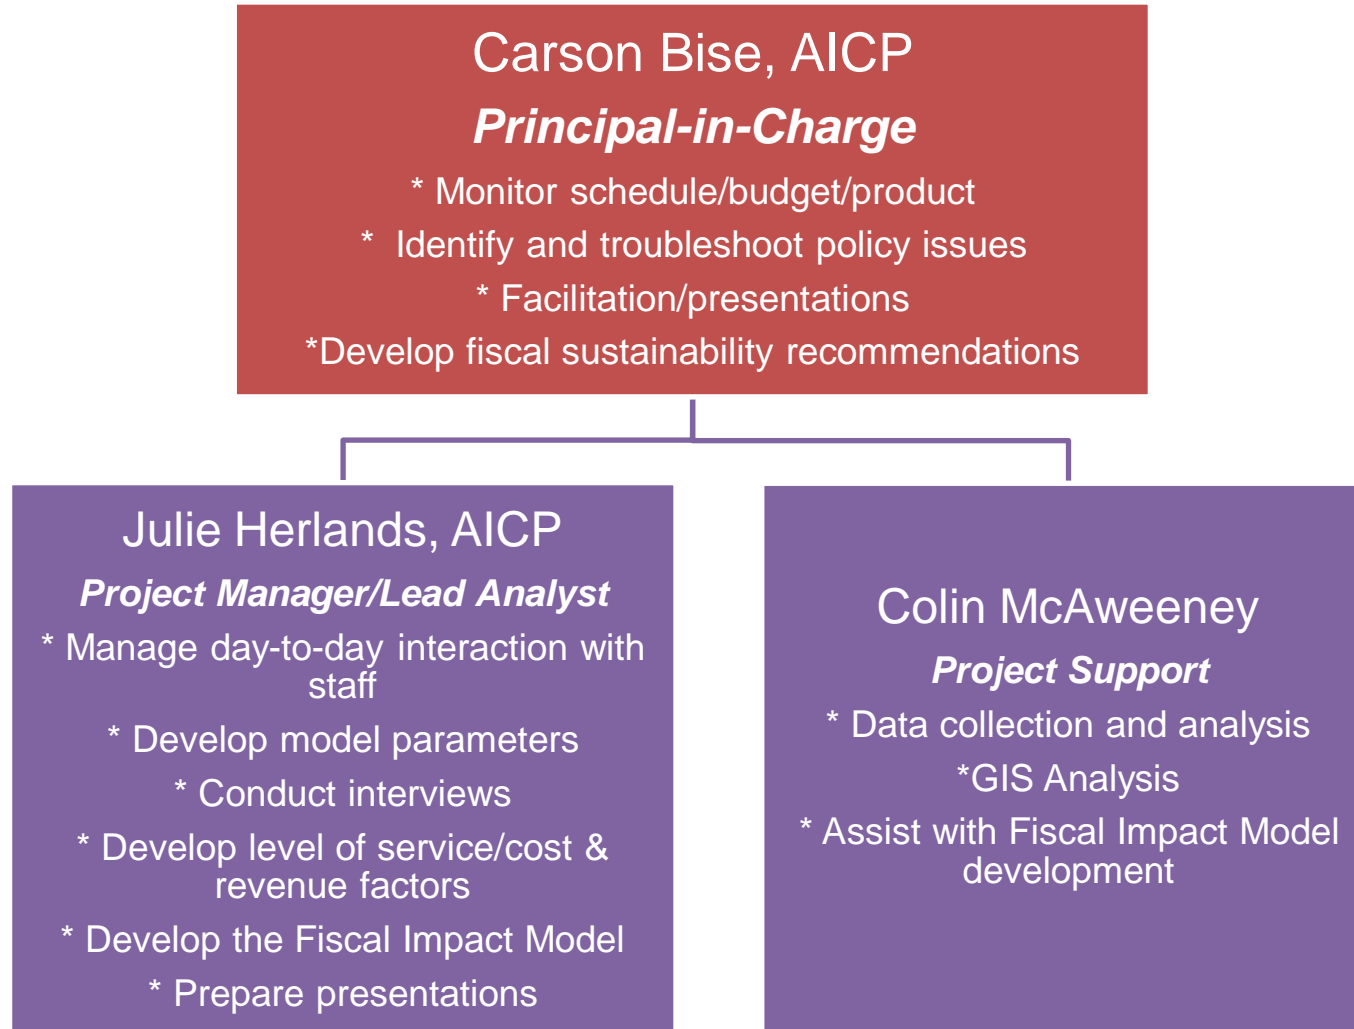 Carson Bise, AICP
Principal-in-Charge
* Monitor schedule/budget/product
* Identify and troubleshoot policy issues
* Facilitation/presentations
*Develop fiscal sustainability recommendations
Julie Herlands, AICP
Project Manager/Lead Analyst
* Manage day-to-day interaction with
staff
* Develop model parameters
* Conduct interviews
* Develop level of service/cost &
revenue factors
* Develop the Fiscal Impact Model
* Prepare presentations
Colin McAweeney
Project Support
* Data collection and analysis
*GIS Analysis
* Assist with Fiscal Impact Model
development